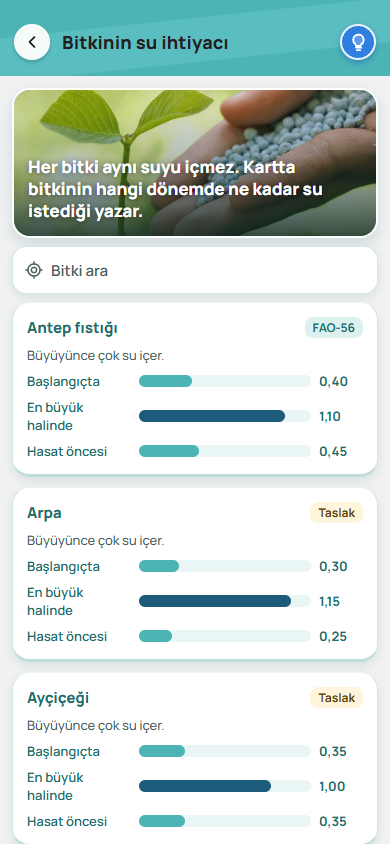 Bitkinin su ihtiyacı
Her bitki aynı suyu içmez. Kartta
bitkinin hangi dönemde ne kadar su
istediği yazar.
Bitki ara
Antep fıstığı
FAO-56
Büyüyünce çok su içer.
Başlangıçta
0,40
En büyük
halinde
1,10
Hasat öncesi
0,45
Arpa
Taslak
Büyüyünce çok su içer.
Başlangıçta
0,30
En büyük
halinde
1,15
Hasat öncesi
0,25
Ayçiçeği
Taslak
Büyüyünce çok su içer.
Başlangıçta
0,35
En büyük
halinde
1,00
Hasat öncesi
0,35